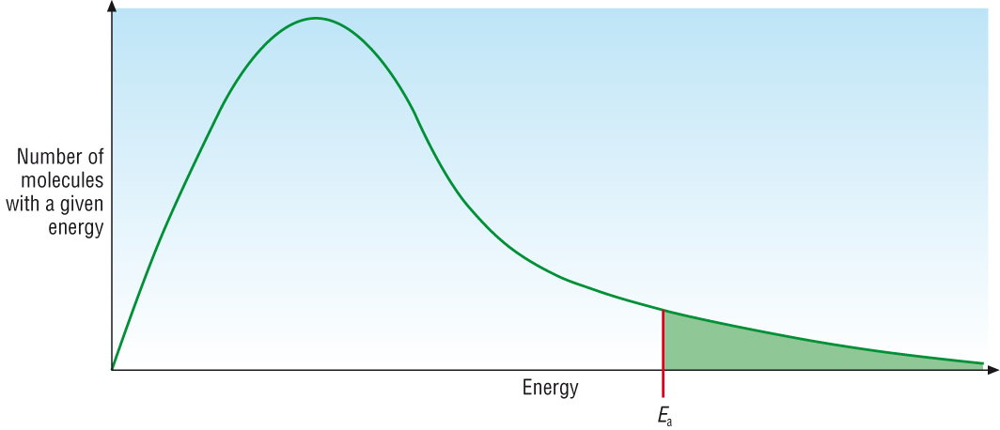 Number of
molecules
with a given
energy
Energy
Ea